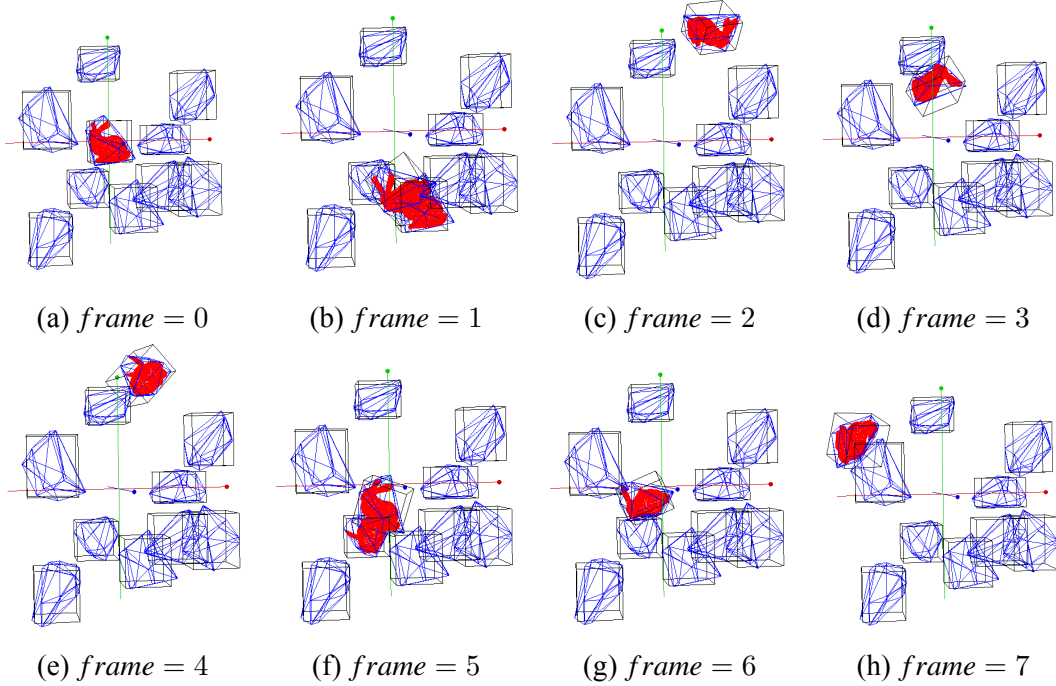 (a) frame = 0
(b) frame = 1
(c) frame = 2
(d) frame = 3
(e) frame = 4
(f) frame = 5
(g) frame = 6
(h) frame = 7